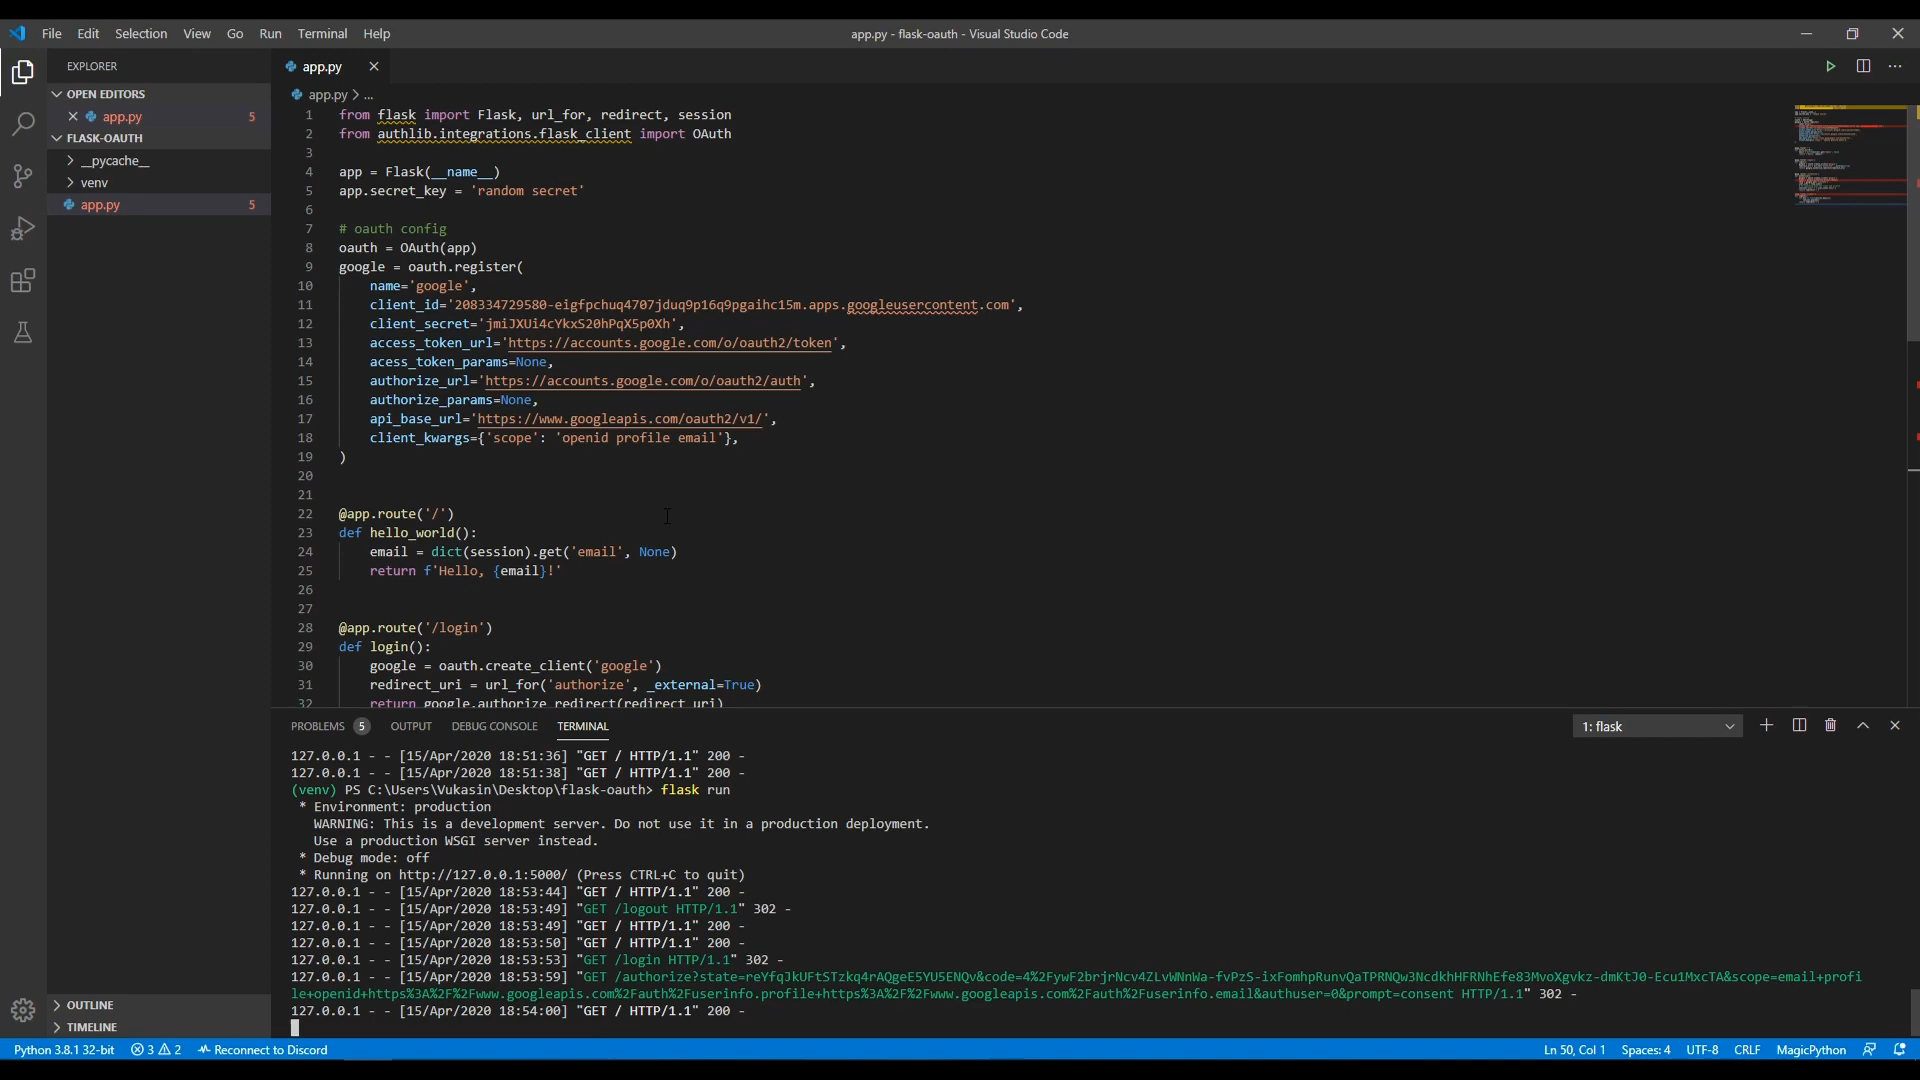 File Edit Selection View Go Run Terminal Help
app.py - flask-oauth - Visual Studio Code
EXPLORER
OPEN EDITORS
app.py 5
FLASK-OAUTH
__pycache__
venv
app.py 5
OUTLINE
TIMELINE
app.py
app.py > ...
1 from flask import Flask, url_for, redirect, session
2 from authlib.integrations.flask_client import OAuth
3
4 app = Flask(__name__)
5 app.secret_key = 'random secret'
6
7 # oauth config
8 oauth = OAuth(app)
9 google = oauth.register(
10 name='google',
11 client_id='208334729580-eigfpchuq4707jduq9p16q9pgaihc15m.apps.googleusercontent.com',
12 client_secret='jmiJXUi4cYkxS20hPqX5p0Xh',
13 access_token_url='https://accounts.google.com/o/oauth2/token',
14 acess_token_params=None,
15 authorize_url='https://accounts.google.com/o/oauth2/auth',
16 authorize_params=None,
17 api_base_url='https://www.googleapis.com/oauth2/v1/',
18 client_kwargs={'scope': 'openid profile email'},
19 )
20
21
22 @app.route('/')
23 def hello_world():
24 email = dict(session).get('email', None)
25 return f'Hello, {email}!'
26
27
28 @app.route('/login')
29 def login():
30 google = oauth.create_client('google')
31 redirect_uri = url_for('authorize', _external=True)
32 return google.authorize_redirect(redirect_uri)
PROBLEMS 5 OUTPUT DEBUG CONSOLE TERMINAL 1: flask
127.0.0.1 - - [15/Apr/2020 18:51:36] "GET / HTTP/1.1" 200 -
127.0.0.1 - - [15/Apr/2020 18:51:38] "GET / HTTP/1.1" 200 -
(venv) PS C:\Users\Vukasin\Desktop\flask-oauth> flask run
* Environment: production
WARNING: This is a development server. Do not use it in a production deployment.
Use a production WSGI server instead.
* Debug mode: off
* Running on http://127.0.0.1:5000/ (Press CTRL+C to quit)
127.0.0.1 - - [15/Apr/2020 18:53:44] "GET / HTTP/1.1" 200 -
127.0.0.1 - - [15/Apr/2020 18:53:49] "GET /logout HTTP/1.1" 302 -
127.0.0.1 - - [15/Apr/2020 18:53:49] "GET / HTTP/1.1" 200 -
127.0.0.1 - - [15/Apr/2020 18:53:50] "GET / HTTP/1.1" 200 -
127.0.0.1 - - [15/Apr/2020 18:53:53] "GET /login HTTP/1.1" 302 -
127.0.0.1 - - [15/Apr/2020 18:53:59] "GET /authorize?state=reYfqJkUFtSTzkq4rAQgeE5YU5ENQv&code=4%2FywF2brjrNcv4ZLvWNnWa-fvPzS-ixFomhpRunvQaTPRNQw3NcdkhHFRNhEfe83MvoXgvkz-dmKtJ0-Ecu1MxcTA&scope=email+profi
le+openid+https%3A%2F%2Fwww.googleapis.com%2Fauth%2Fuserinfo.profile+https%3A%2F%2Fwww.googleapis.com%2Fauth%2Fuserinfo.email&authuser=0&prompt=consent HTTP/1.1" 302 -
127.0.0.1 - - [15/Apr/2020 18:54:00] "GET / HTTP/1.1" 200 -
Python 3.8.1 32-bit 3 2 Reconnect to Discord Ln 50, Col 1 Spaces: 4 UTF-8 CRLF MagicPython